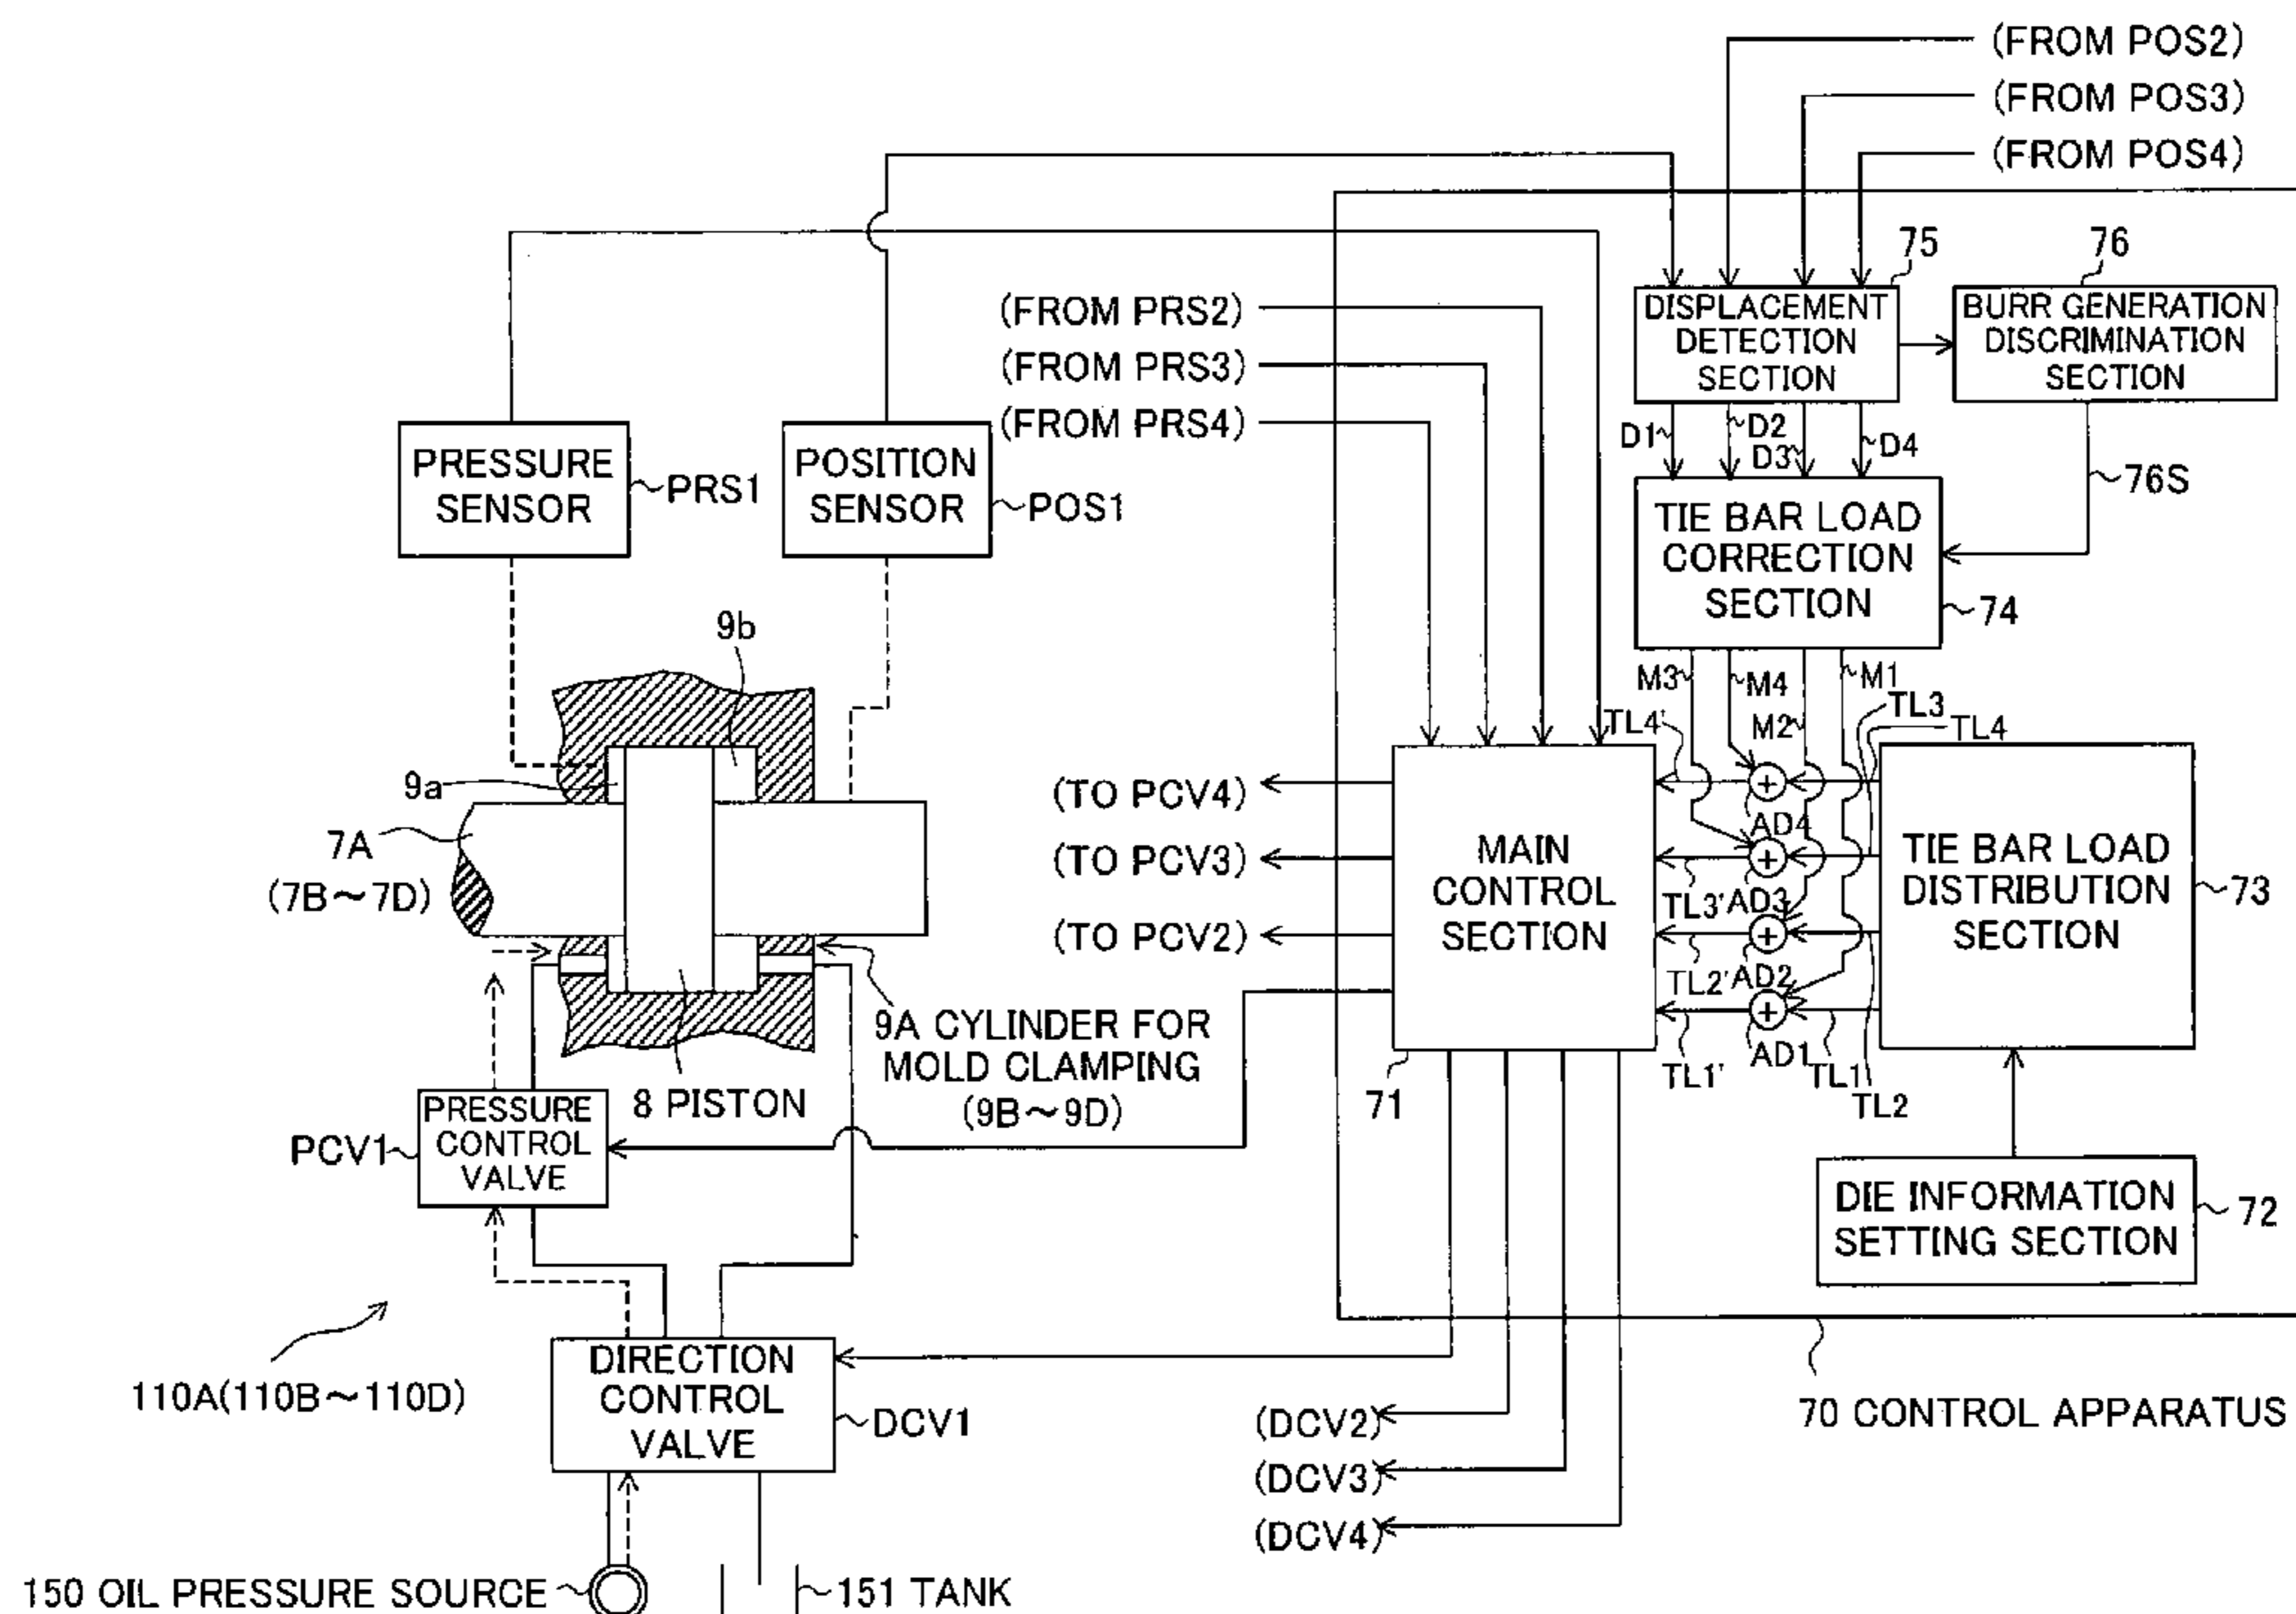 (FROM POS2)
(FROM POS3)
(FROM POS4)
75
76
(FROM PRS2)
(FROM PRS3)
(FROM PRS4)
DISPLACEMENT
DETECTION
SECTION
BURR GENERATION
DISCRIMINATION
SECTION
D1
D2
D3
D4
76S
PRESSURE
SENSOR
PRS1
POSITION
SENSOR
POS1
TIE BAR LOAD
CORRECTION
SECTION
74
9b
M3
M4
M2
M1
TL3
TL4
TL4'
9a
7A
(7B～7D)
(TO PCV4)
(TO PCV3)
(TO PCV2)
MAIN
CONTROL
SECTION
AD4
TL3'
AD3
TL2'
AD2
TL1'
AD1
TL1
TL2
TIE BAR LOAD
DISTRIBUTION
SECTION
73
9A CYLINDER FOR
MOLD CLAMPING
(9B～9D)
8 PISTON
71
PRESSURE
CONTROL
VALVE
PCV1
DIE INFORMATION
SETTING SECTION
72
110A(110B～110D)
DIRECTION
CONTROL
VALVE
DCV1
(DCV2)
(DCV3)
(DCV4)
70 CONTROL APPARATUS
150 OIL PRESSURE SOURCE
151 TANK